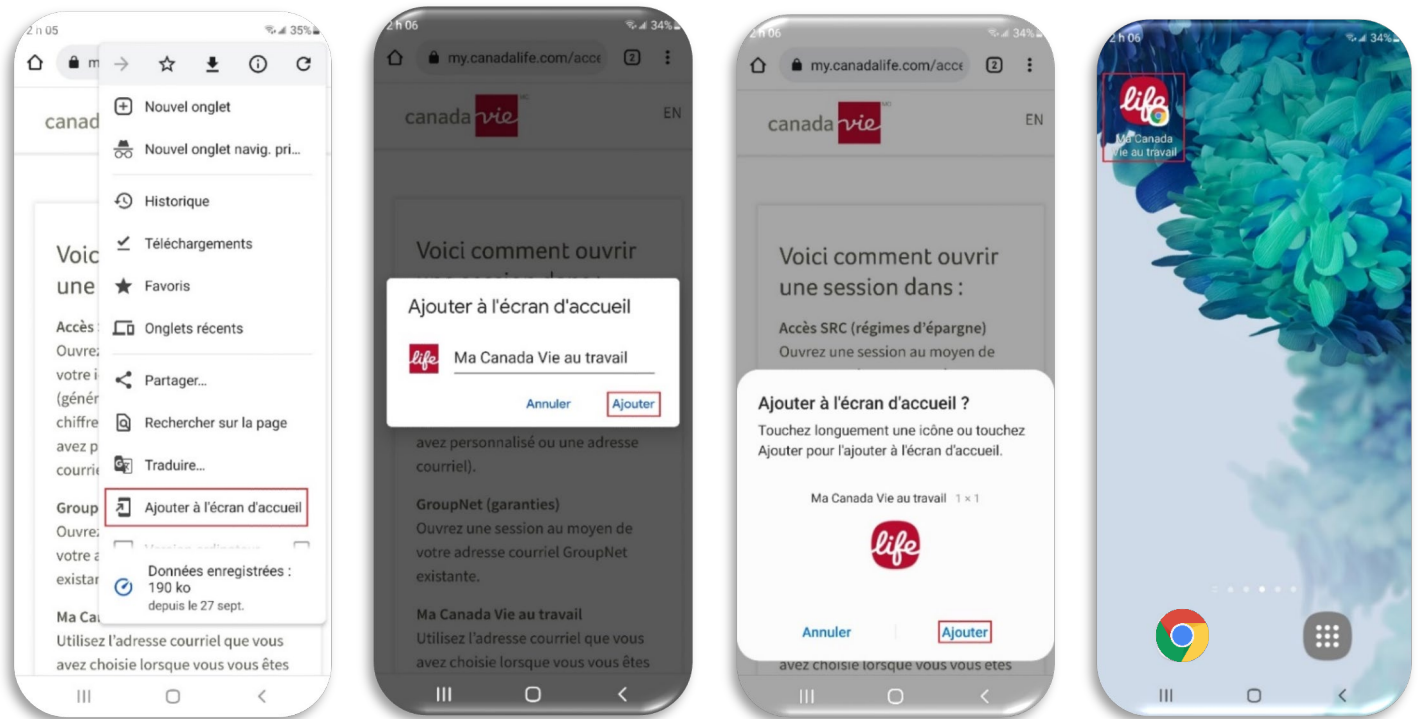 2 h 05
35%
m
Nouvel onglet
canad
Nouvel onglet navig. pri...
Historique
Téléchargements
Voic
une
Favoris
Accès
Onglets récents
Ouvrez
votre i
Partager...
(génér
chiffre
Rechercher sur la page
avez p
courrie
Traduire...
Group
Ajouter à l'écran d'accueil
Ouvrez
votre a
existan
Données enregistrées :
190 ko
depuis le 27 sept.
Ma Ca
Utilisez l'adresse courriel que vous
avez choisie lorsque vous vous êtes
2 h 06
34%
my.canadalife.com/acce
2
canada vie
MC
EN
Voici comment ouvrir
Ajouter à l'écran d'accueil
life
Ma Canada Vie au travail
Annuler
Ajouter
avez personnalisé ou une adresse
courriel).
GroupNet (garanties)
Ouvrez une session au moyen de
votre adresse courriel GroupNet
existante.
Ma Canada Vie au travail
Utilisez l'adresse courriel que vous
avez choisie lorsque vous vous êtes
2 h 06
34%
my.canadalife.com/acce
2
canada vie
MC
EN
Voici comment ouvrir
une session dans :
Accès SRC (régimes d'épargne)
Ouvrez une session au moyen de
Ajouter à l'écran d'accueil ?
Touchez longuement une icône ou touchez
Ajouter pour l'ajouter à l'écran d'accueil.
Ma Canada Vie au travail 1 × 1
life
Annuler
Ajouter
avez choisie lorsque vous vous êtes
2 h 06
34%
life
Ma Canada
Vie au travail